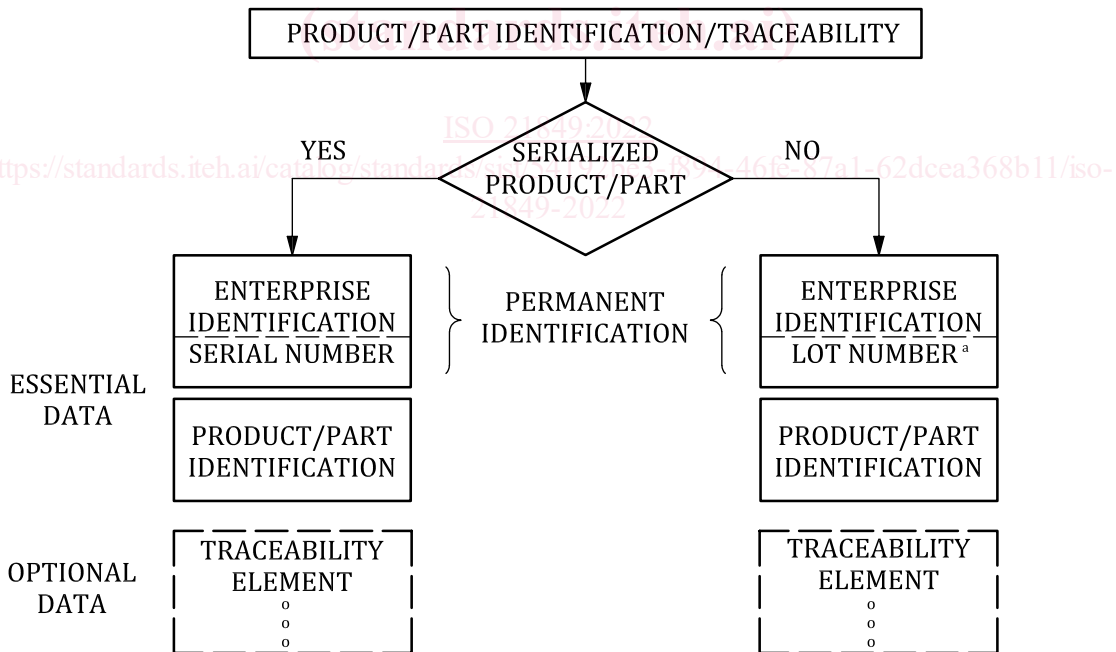 (standards.iteh.ai)
PRODUCT/PART IDENTIFICATION/TRACEABILITY
ISO 21849:2022
YES
SERIALIZED
NO
PRODUCT/PART
21849-2022
ENTERPRISE
IDENTIFICATION
SERIAL NUMBER
PERMANENT
IDENTIFICATION
ENTERPRISE
IDENTIFICATION
LOT NUMBER a
ESSENTIAL
DATA
PRODUCT/PART
IDENTIFICATION
PRODUCT/PART
IDENTIFICATION
OPTIONAL
DATA
TRACEABILITY
ELEMENT
o
o
o
TRACEABILITY
ELEMENT
o
o
o